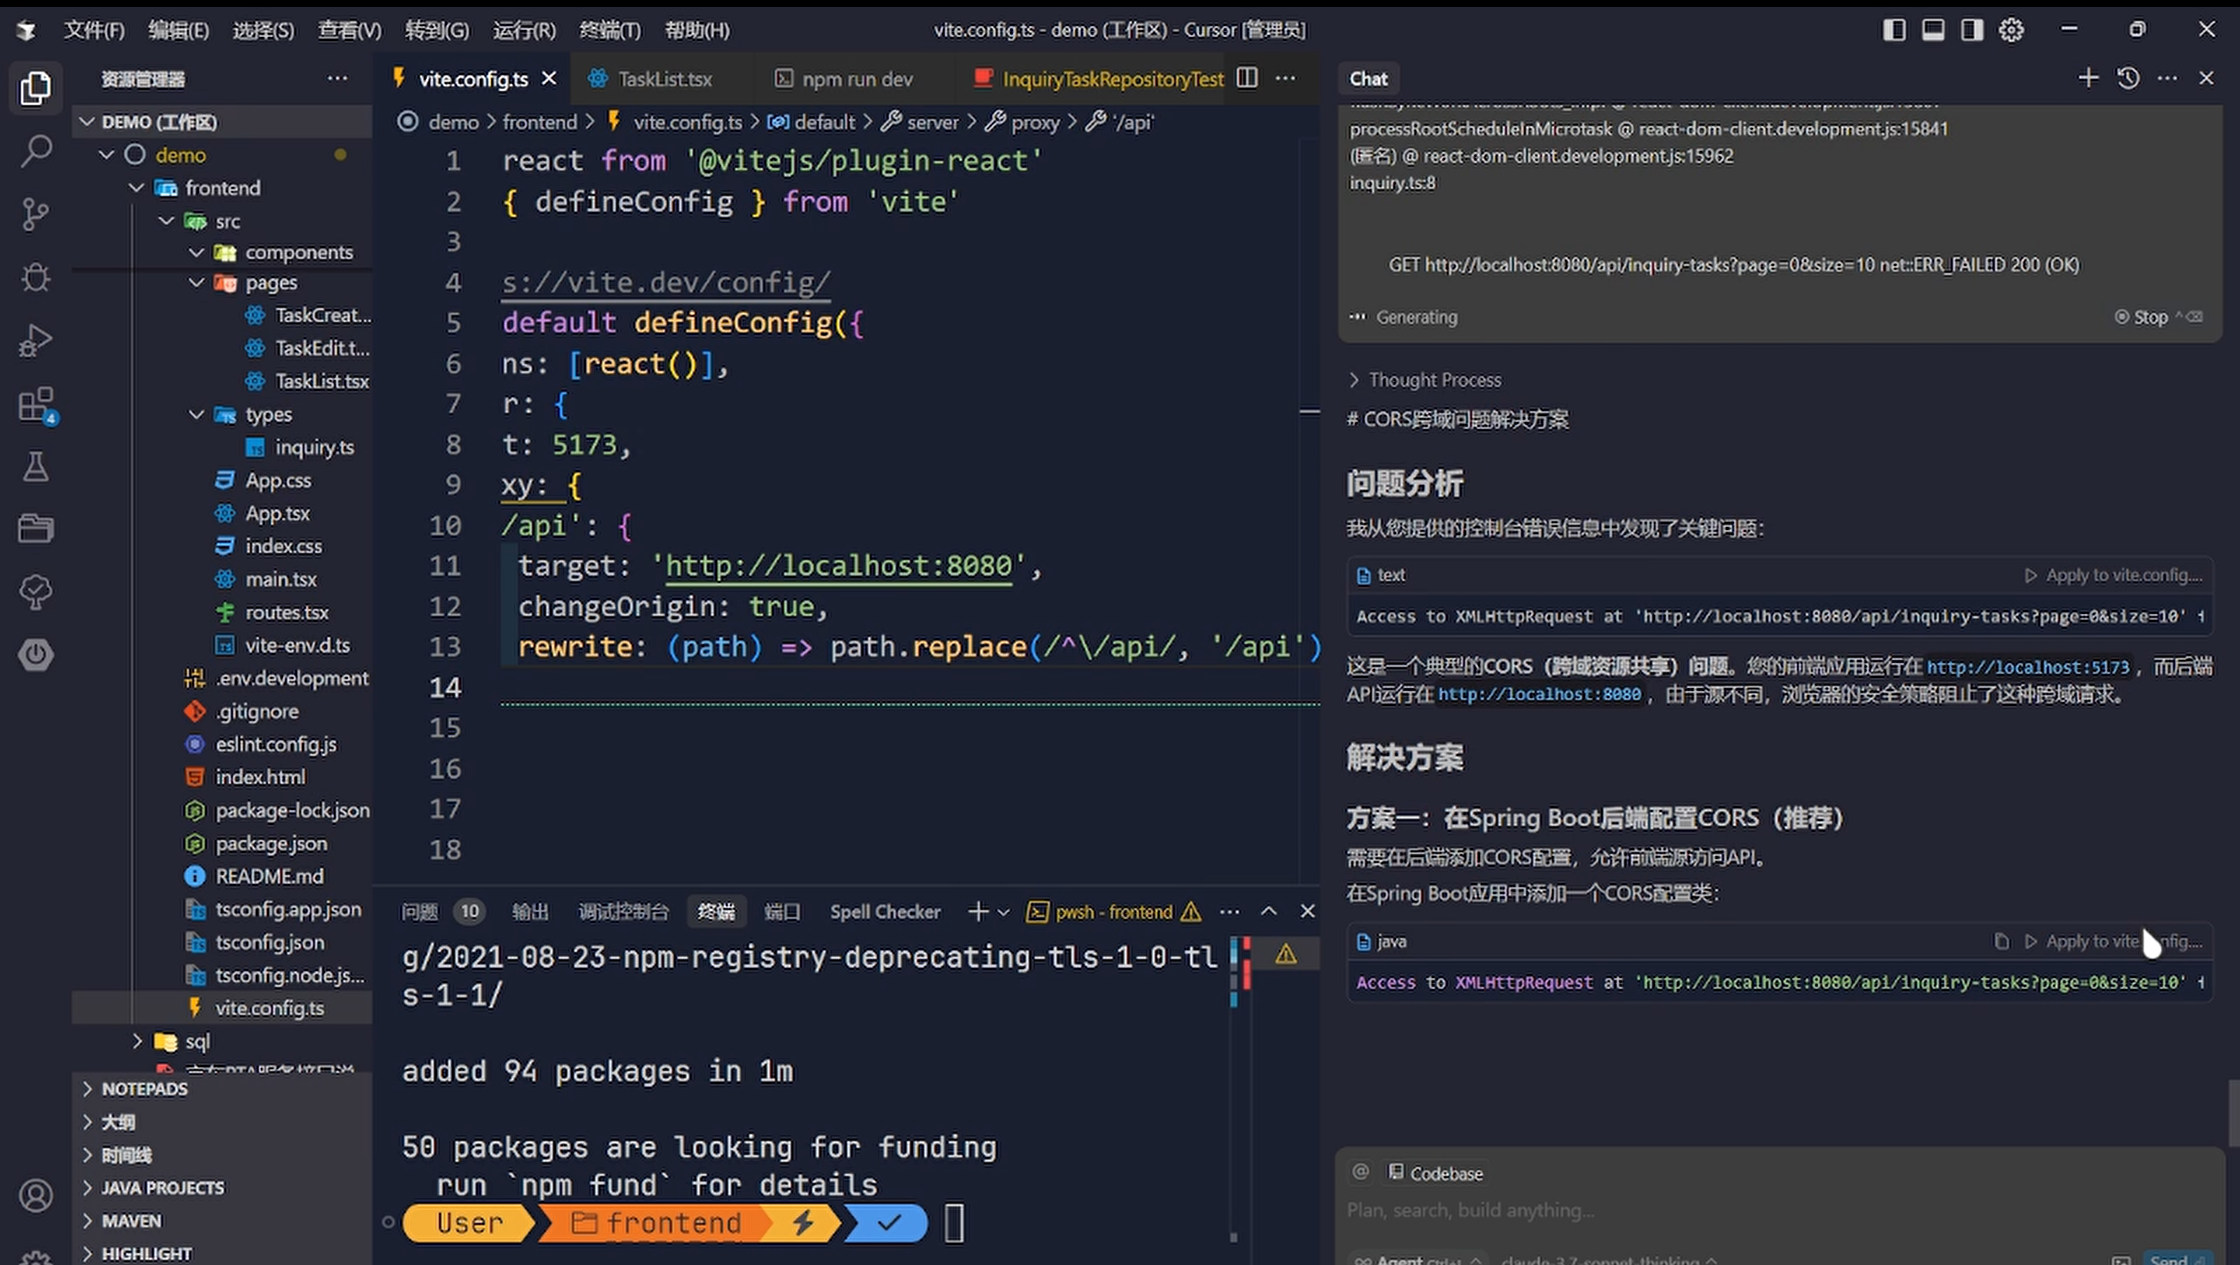 文件(F) 编辑(E) 选择(S) 查看(V) 转到(G) 运行(R) 终端(T) 帮助(H)
vite.config.ts - demo (工作区) - Cursor [管理员]
资源管理器
DEMO (工作区)
demo
frontend
src
components
pages
TaskCreat...
TaskEdit.t...
TaskList.tsx
types
inquiry.ts
App.css
App.tsx
index.css
main.tsx
routes.tsx
vite-env.d.ts
.env.development
.gitignore
eslint.config.js
index.html
package-lock.json
package.json
README.md
tsconfig.app.json
tsconfig.json
tsconfig.node.js...
vite.config.ts
sql
NOTEPADS
大纲
时间线
JAVA PROJECTS
MAVEN
HIGHLIGHT
4
vite.config.ts TaskList.tsx npm run dev InquiryTaskRepositoryTest
demo > frontend > vite.config.ts > default > server > proxy > '/api'
1 react from '@vitejs/plugin-react'
2 { defineConfig } from 'vite'
3
4 s://vite.dev/config/
5 default defineConfig({
6 ns: [react()],
7 r: {
8 t: 5173,
9 xy: {
10 /api': {
11 target: 'http://localhost:8080',
12 changeOrigin: true,
13 rewrite: (path) => path.replace(/^\/api/, '/api')
14
15
16
17
18
问题 10 输出 调试控制台 终端 端口 Spell Checker pwsh - frontend
g/2021-08-23-npm-registry-deprecating-tls-1-0-tl
s-1-1/
added 94 packages in 1m
50 packages are looking for funding
run `npm fund` for details
User frontend
Chat
processRootScheduleInMicrotask @ react-dom-client.development.js:15841
(匿名) @ react-dom-client.development.js:15962
inquiry.ts:8
GET http://localhost:8080/api/inquiry-tasks?page=0&size=10 net::ERR_FAILED 200 (OK)
Generating Stop
Thought Process
# CORS跨域问题解决方案
问题分析
我从您提供的控制台错误信息中发现了关键问题：
text Apply to vite.config....
Access to XMLHttpRequest at 'http://localhost:8080/api/inquiry-tasks?page=0&size=10'
这是一个典型的CORS（跨域资源共享）问题。您的前端应用运行在 http://localhost:5173 ，而后端
API运行在 http://localhost:8080 ，由于源不同，浏览器的安全策略阻止了这种跨域请求。
解决方案
方案一：在Spring Boot后端配置CORS（推荐）
需要在后端添加CORS配置，允许前端源访问API。
在Spring Boot应用中添加一个CORS配置类：
java Apply to vite
Access to XMLHttpRequest at 'http://localhost:8080/api/inquiry-tasks?page=0&size=10'
@ Codebase
Plan, search, build anything...
Agent claude-3.7-sonnet-thinking Send